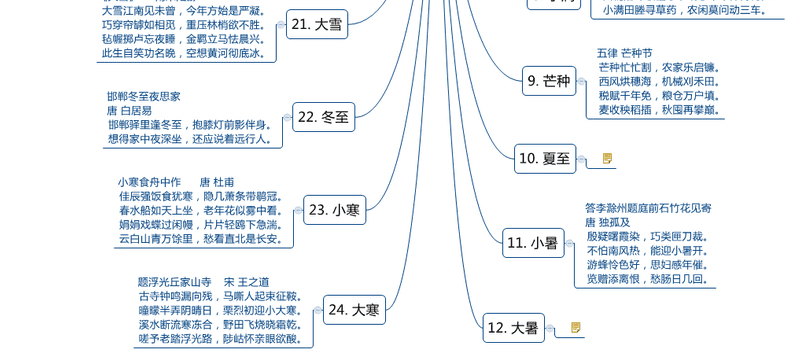 大雪江南见未曾，今年方始是严凝。
巧穿帘罅如相觅，重压林梢欲不胜。
毡幄掷卢忘夜睡，金羁立马怯晨兴。
此生自笑功名晚，空想黄河彻底冰。
21. 大雪
邯郸冬至夜思家
唐 白居易
邯郸驿里逢冬至，抱膝灯前影伴身。
想得家中夜深坐，还应说着远行人。
22. 冬至
小寒食舟中作 唐 杜甫
佳辰强饭食犹寒，隐几萧条带鹖冠。
春水船如天上坐，老年花似雾中看。
娟娟戏蝶过闲幔，片片轻鸥下急湍。
云白山青万馀里，愁看直北是长安。
23. 小寒
题浮光丘家山寺 宋 王之道
古寺钟鸣漏向残，马嘶人起束征鞍。
曈曚半弄阴晴日，栗烈初迎小大寒。
溪水断流寒冻合，野田飞烧晓霜乾。
嗟予老踏浮光路，陟岵怀亲眼欲酸。
24. 大寒
小满田塍寻草药，农闲莫问动三车。
五律 芒种节
芒种忙忙割，农家乐启镰。
西风烘穗海，机械刈禾田。
税赋千年免，粮仓万户填。
麦收秧稻插，秋囤再攀巅。
9. 芒种
10. 夏至
答李滁州题庭前石竹花见寄
唐 独孤及
殷疑曙霞染，巧类匣刀裁。
不怕南风热，能迎小暑开。
游蜂怜色好，思妇感年催。
览赠添离恨，愁肠日几回。
11. 小暑
12. 大暑